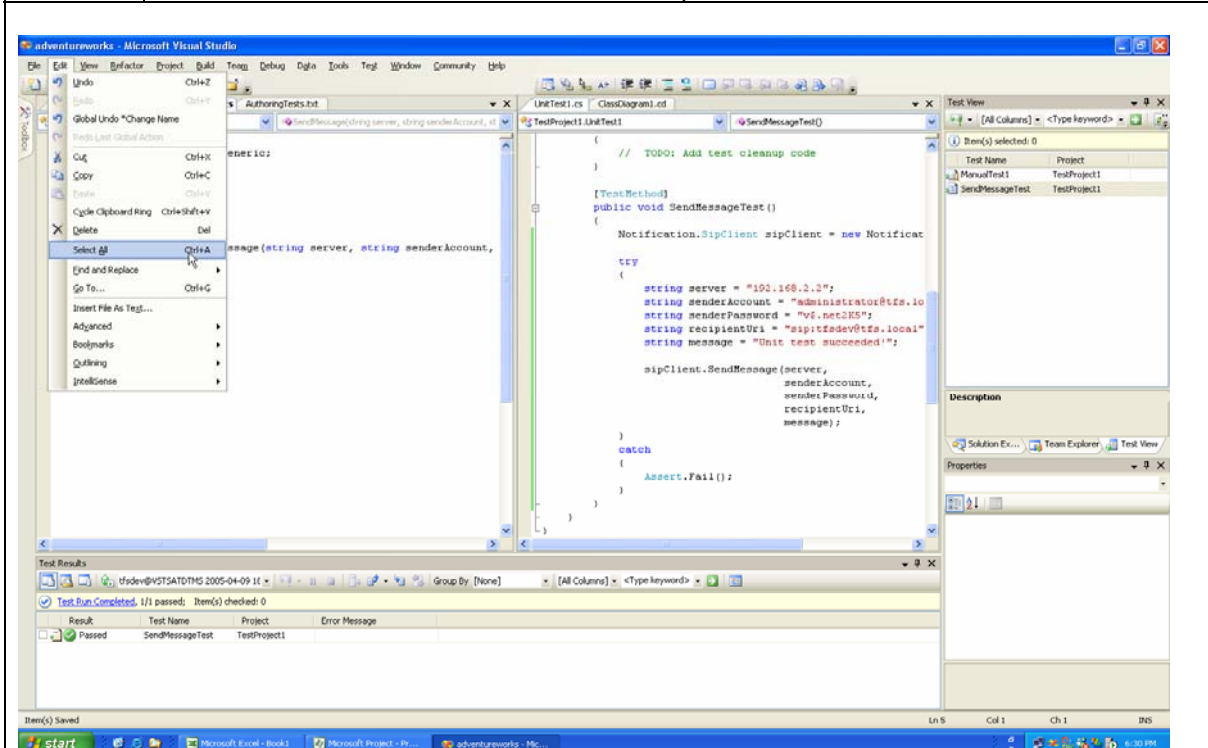 adventureworks - Microsoft Visual Studio
File Edit View Refactor Project Build Team Debug Data Tools Test Window Community Help
Undo Ctrl+Z
Redo Ctrl+Y
Global Undo "Change Name
Redo Last Global Action
Cut Ctrl+X
Copy Ctrl+C
Paste Ctrl+V
Cycle Clipboard Ring Ctrl+Shift+V
Delete Del
Select All Ctrl+A
Find and Replace
Go To... Ctrl+G
Insert File As Text...
Advanced
Bookmarks
Outlining
IntelliSense
Toolbox
AuthoringTests.txt
SendMessage(string server, string senderAccount, st
eneric;
ssage(string server, string senderAccount,
UnitTest1.cs ClassDiagram1.cd
TestProject1.UnitTest1 SendMessageTest()
{
// TODO: Add test cleanup code
}
[TestMethod]
public void SendMessageTest()
{
Notification.SipClient sipClient = new Notificat
try
{
string server = "192.168.2.2";
string senderAccount = "administrator@tfs.lo
string senderPassword = "v$.net2K5";
string recipientUri = "sip:tfsdev@tfs.local"
string message = "Unit test succeeded!";
sipClient.SendMessage(server,
senderAccount,
senderPassword,
recipientUri,
message);
}
catch
{
Assert.Fail();
}
}
}
}
Test View
[All Columns] <Type keyword>
Item(s) selected: 0
Test Name Project
ManualTest1 TestProject1
SendMessageTest TestProject1
Description
Solution Ex... Team Explorer Test View
Properties
Test Results
tfsdev@VSTSATDTMS 2005-04-09 1 Group By [None] [All Columns] <Type keyword>
Test Run Completed, 1/1 passed; Item(s) checked: 0
Result Test Name Project Error Message
Passed SendMessageTest TestProject1
Item(s) Saved Ln 5 Col 1 Ch 1 INS
start Microsoft Excel - Book1 Microsoft Project - Pr... adventureworks - Mic... 6:30 PM